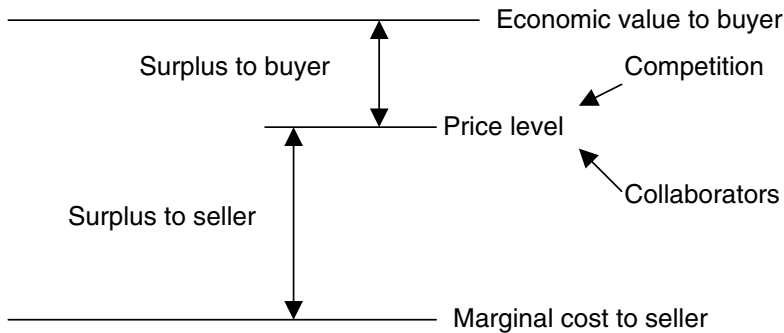 Economic value to buyer
Surplus to buyer
Competition
Price level
Collaborators
Surplus to seller
Marginal cost to seller